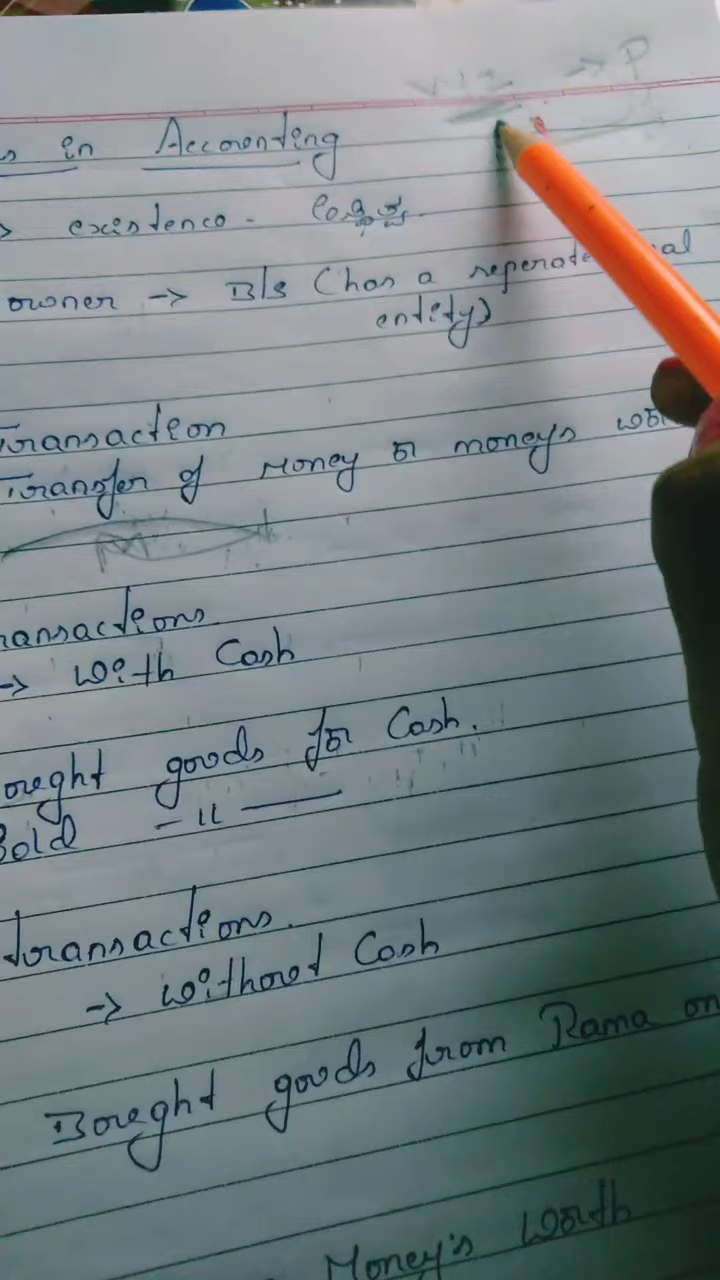 in Accounting
existence -
owner → B/s (has a seperate
entity)
Transaction
Transfer of Money or moneys
ransactions
→ With Cash
ought goods for Cash.
Sold —"——
transactions.
→ Without Cash
Bought goods from Rama on
Money's Worth